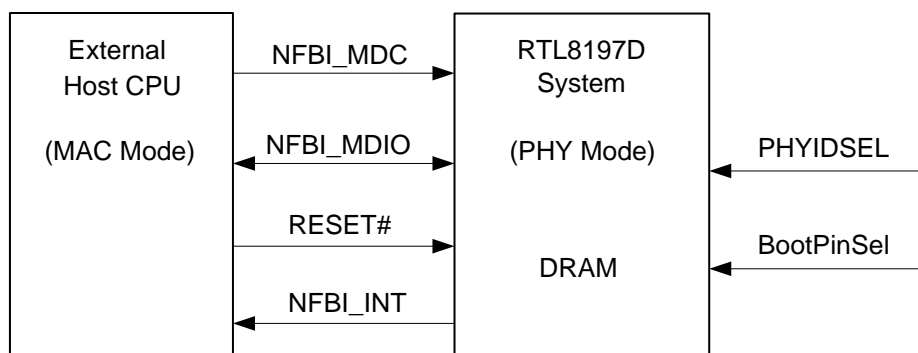 External
Host CPU
(MAC Mode)
NFBI_MDC
NFBI_MDIO
RESET#
NFBI_INT
RTL8197D
System
(PHY Mode)
DRAM
PHYIDSEL
BootPinSel